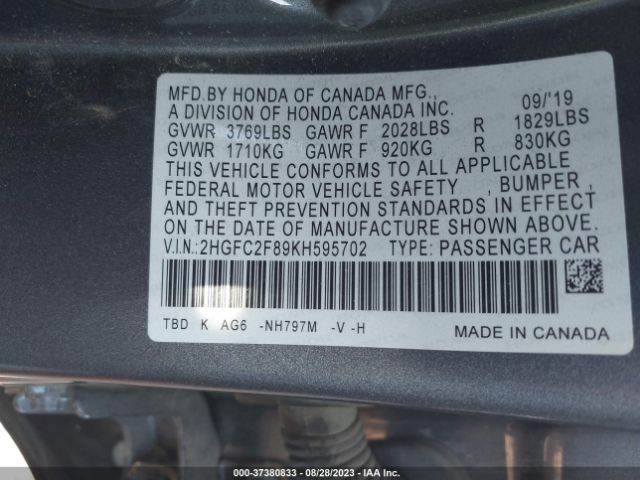 MFD.BY HONDA OF CANADA MFG., 09/'19
A DIVISION OF HONDA CANADA INC.
GVWR 3769LBS GAWR F 2028LBS R 1829LBS
GVWR 1710KG GAWR F 920KG R 830KG
THIS VEHICLE CONFORMS TO ALL APPLICABLE
FEDERAL MOTOR VEHICLE SAFETY , BUMPER ,
AND THEFT PREVENTION STANDARDS IN EFFECT
ON THE DATE OF MANUFACTURE SHOWN ABOVE.
V.I.N.:2HGFC2F89KH595702 TYPE: PASSENGER CAR
TBD K AG6 -NH797M -V -H
MADE IN CANADA
000-37380833 — 08/28/2023 — IAA Inc.